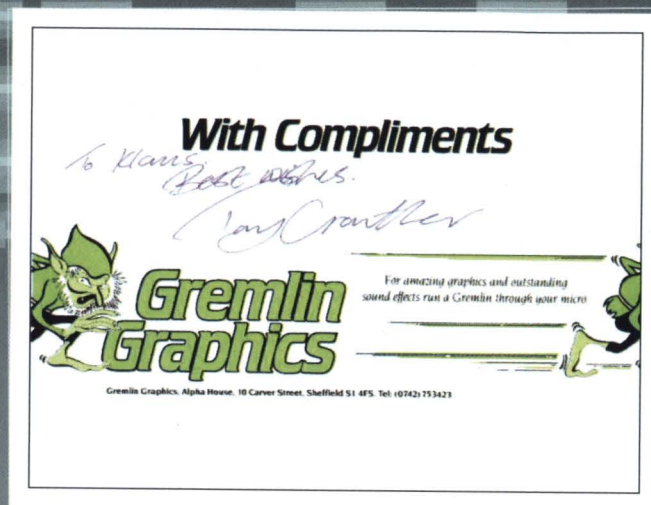 With Compliments
To Klaus.
Best wishes.
Tony Crowther
Gremlin
Graphics
For amazing graphics and outstanding
sound effects run a Gremlin through your micro
Gremlin Graphics, Alpha House, 10 Carver Street, Sheffield S1 4FS. Tel: (0742) 753423